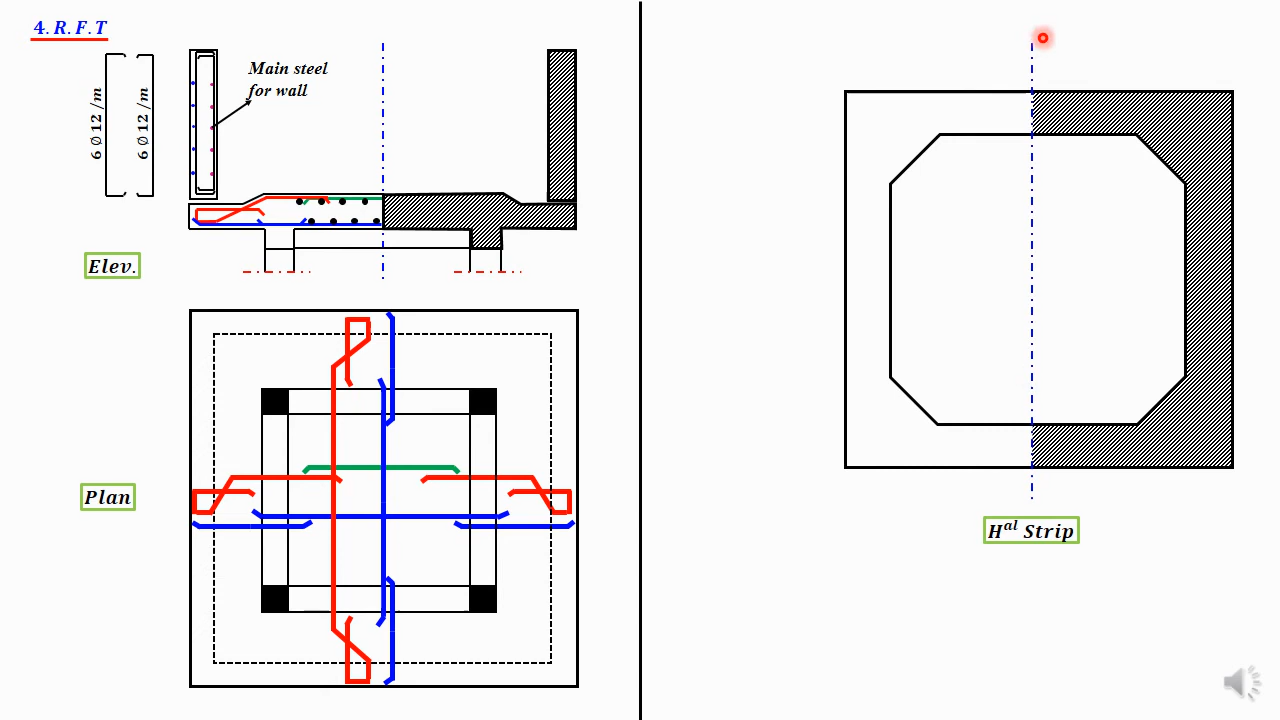 4.R.F.T
Main steel
for wall
6 Ø 12 /m
6 Ø 12 /m
Elev.
Plan
Hal Strip